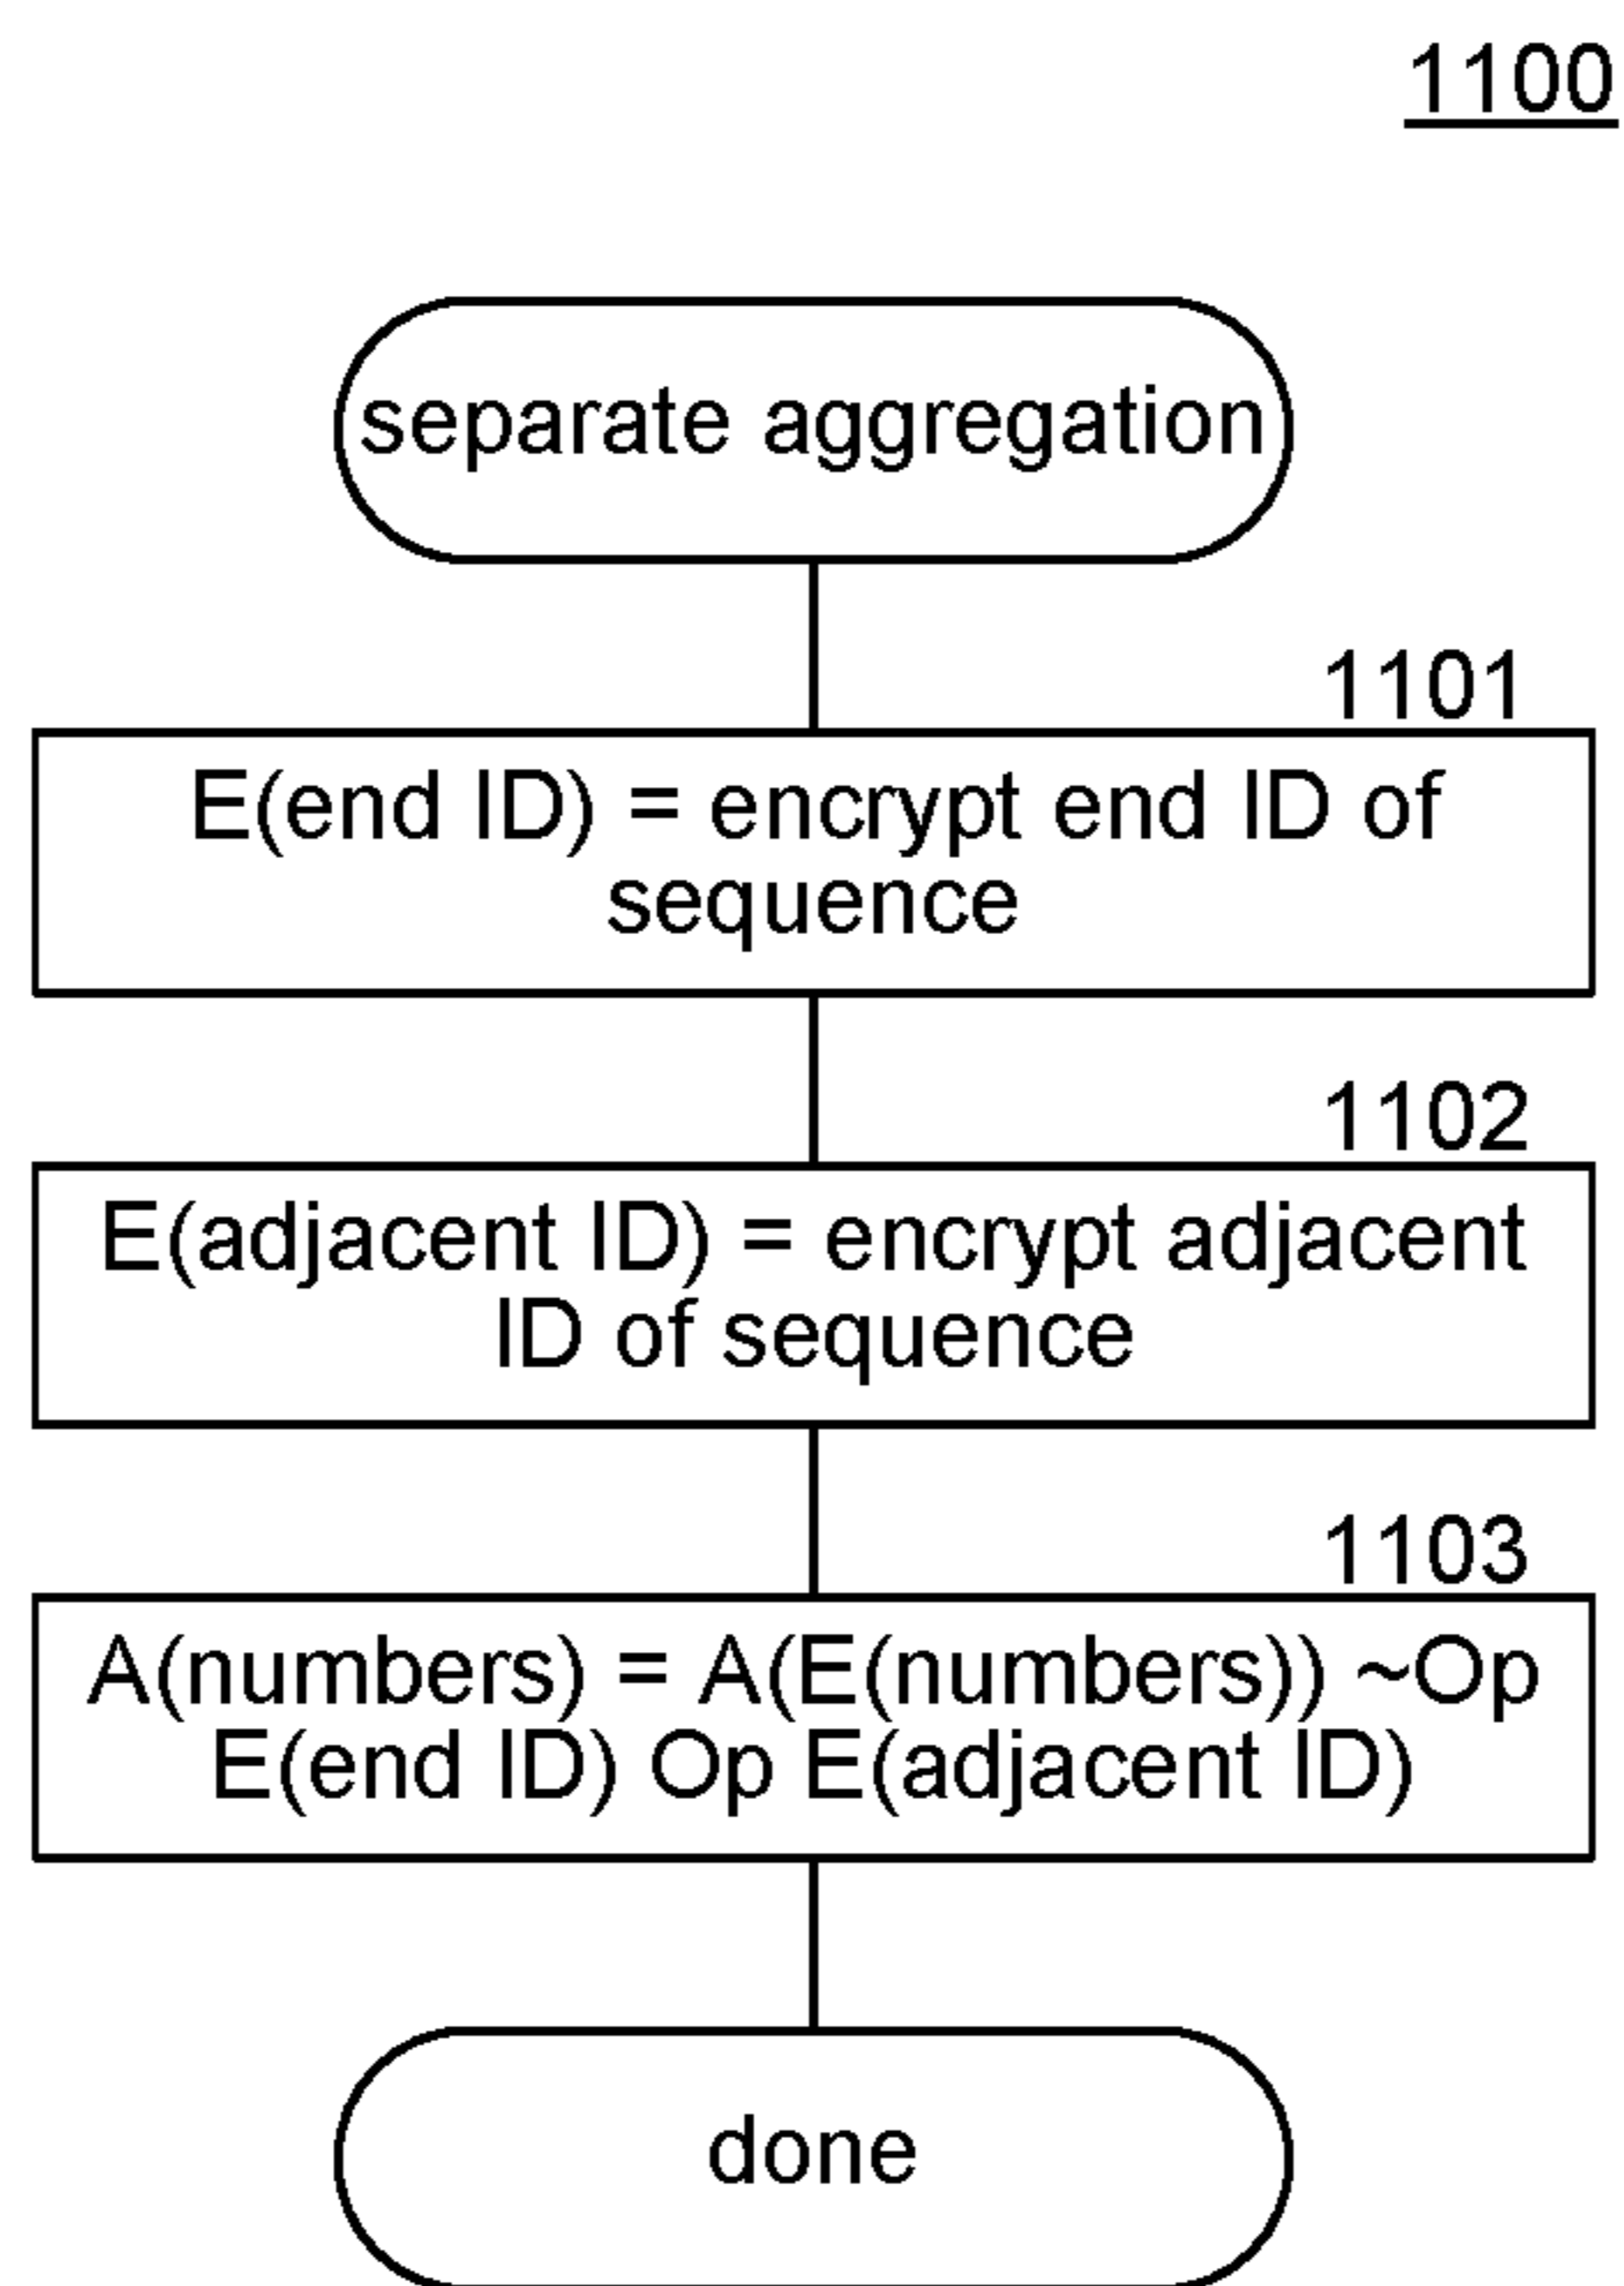 1100
separate aggregation
1101
E(end ID) = encrypt end ID of
sequence
1102
E(adjacent ID) = encrypt adjacent
ID of sequence
1103
A(numbers) = A(E(numbers)) ~Op
E(end ID) Op E(adjacent ID)
done